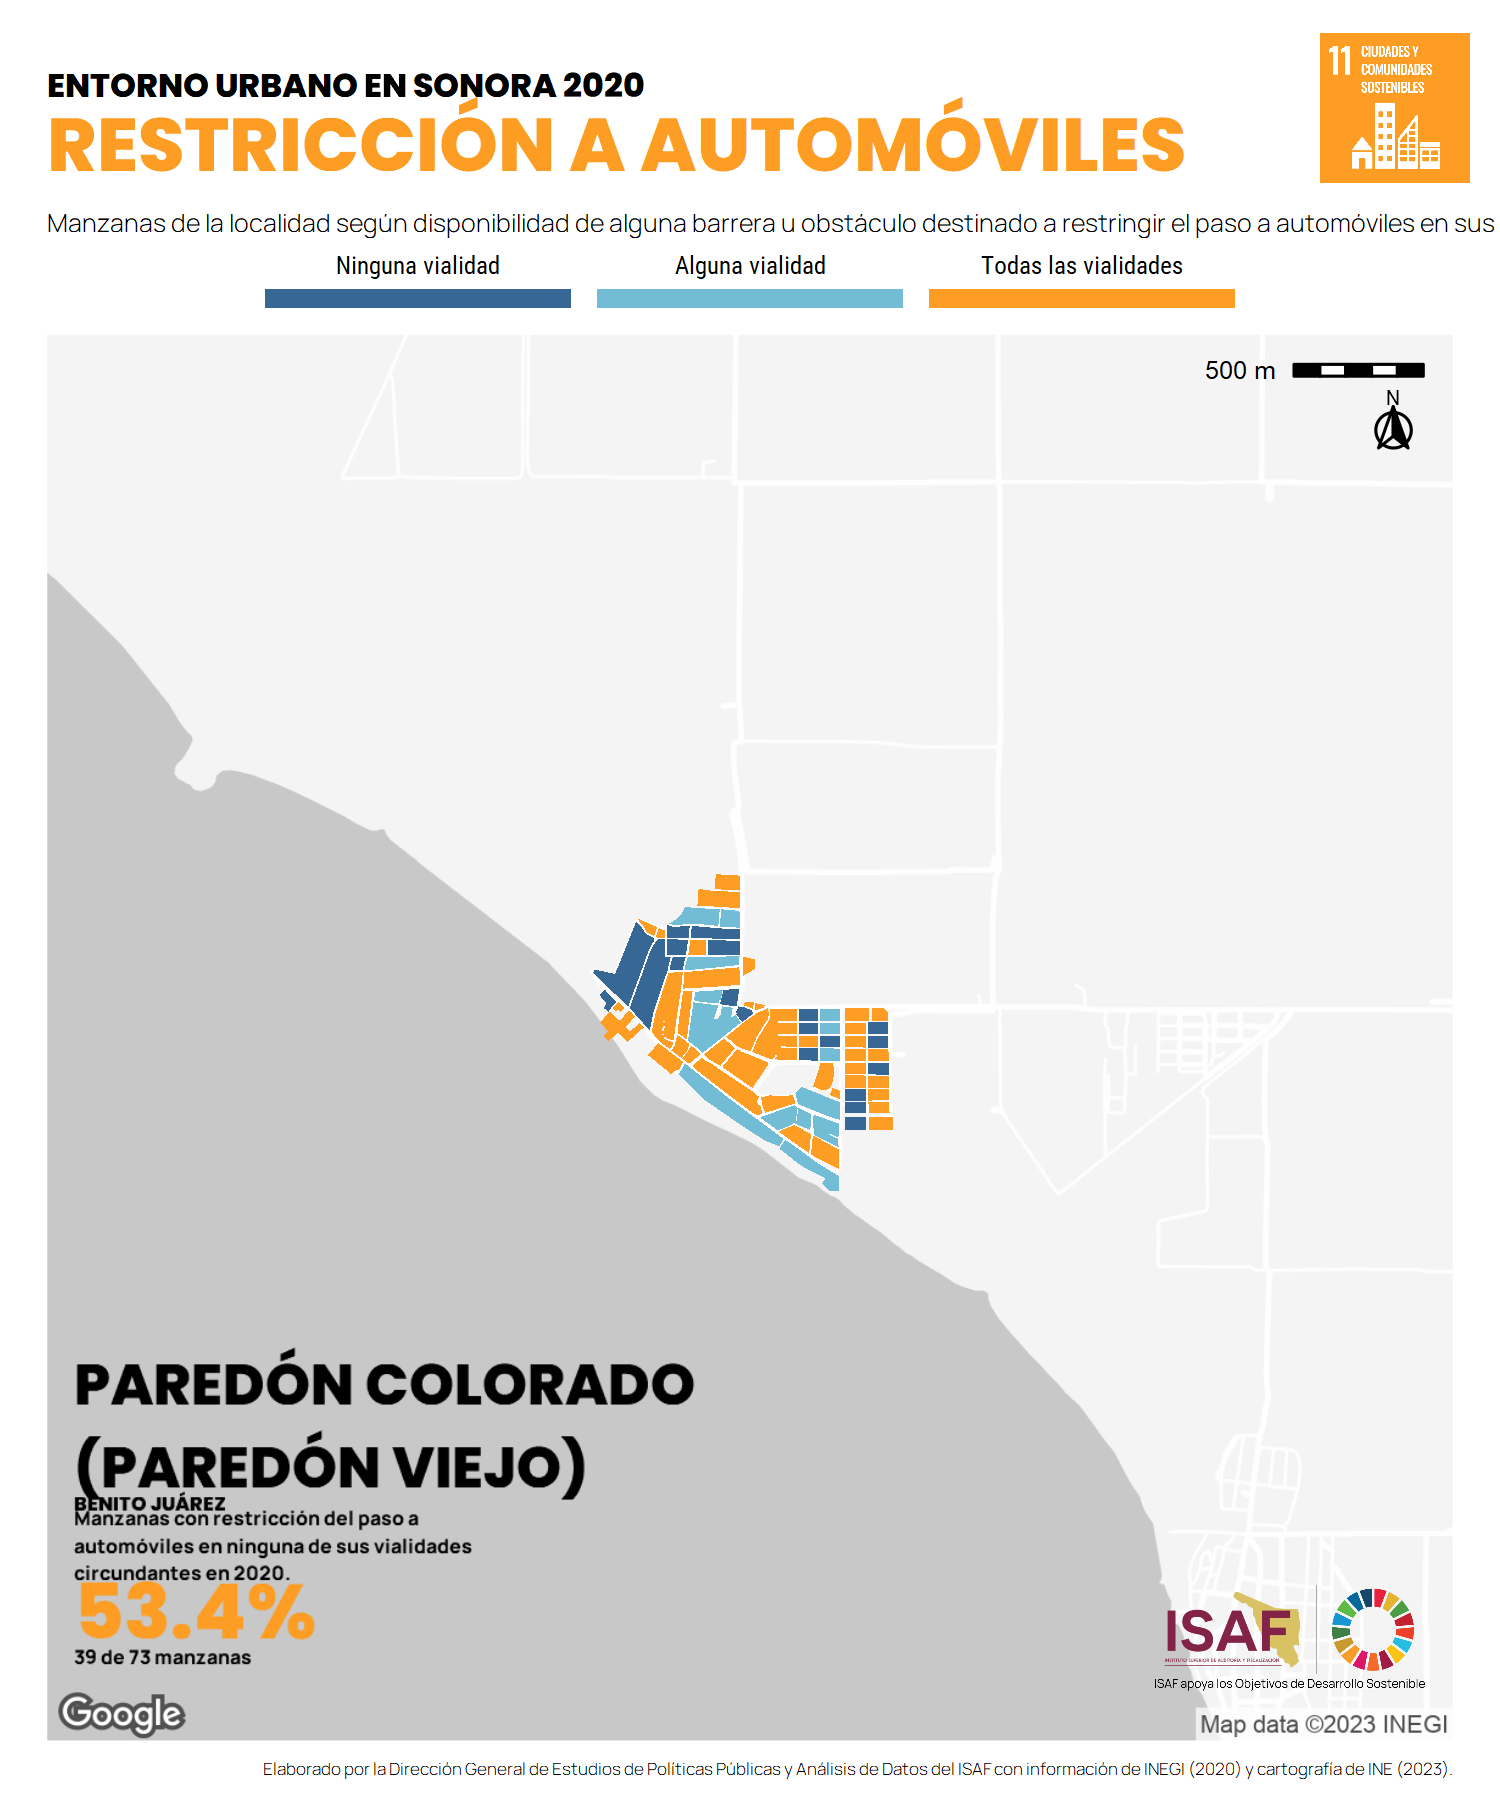 ENTORNO URBANO EN SONORA 2020
RESTRICCIÓN A AUTOMÓVILES
11 CIUDADES Y
COMUNIDADES
SOSTENIBLES
Manzanas de la localidad según disponibilidad de alguna barrera u obstáculo destinado a restringir el paso a automóviles en sus
Ninguna vialidad
Alguna vialidad
Todas las vialidades
500 m
N
PAREDÓN COLORADO
(PAREDÓN VIEJO)
BENITO JUÁREZ
Manzanas con restricción del paso a
automóviles en ninguna de sus vialidades
circundantes en 2020.
53.4%
39 de 73 manzanas
ISAF
INSTITUTO SUPERIOR DE AUDITORÍA Y FISCALIZACIÓN
ISAF apoya los Objetivos de Desarrollo Sostenible
Google
Map data ©2023 INEGI
Elaborado por la Dirección General de Estudios de Políticas Públicas y Análisis de Datos del ISAF con información de INEGI (2020) y cartografía de INE (2023).